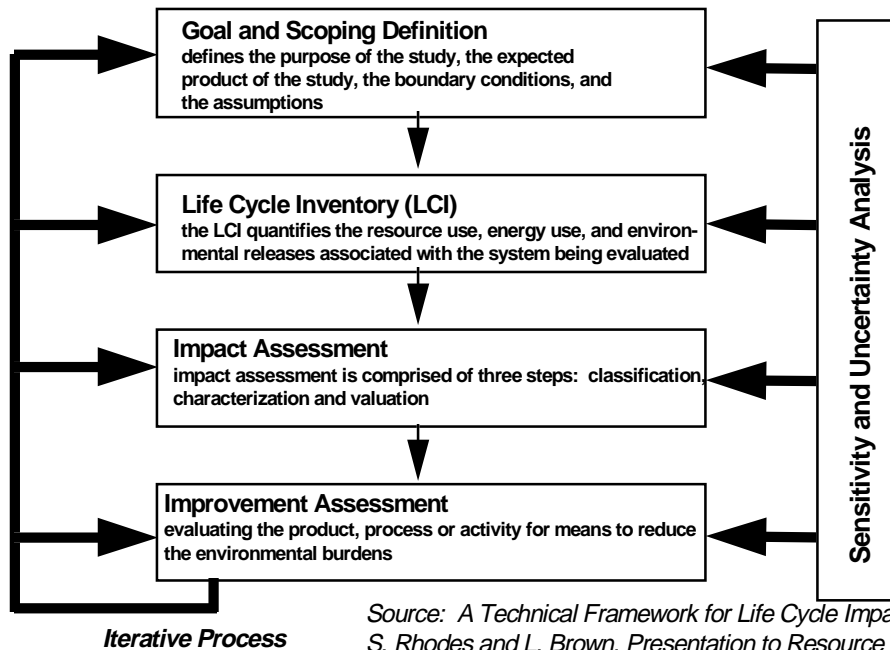 Goal and Scoping Definition
defines the purpose of the study, the expected
product of the study, the boundary conditions, and
the assumptions
Life Cycle Inventory (LCI)
the LCI quantifies the resource use, energy use, and environ-
mental releases associated with the system being evaluated
Impact Assessment
impact assessment is comprised of three steps: classification,
characterization and valuation
Improvement Assessment
evaluating the product, process or activity for means to reduce
the environmental burdens
Sensitivity and Uncertainty Analysis
Iterative Process
Source: A Technical Framework for Life Cycle Impa
S. Rhodes and L. Brown, Presentation to Resource